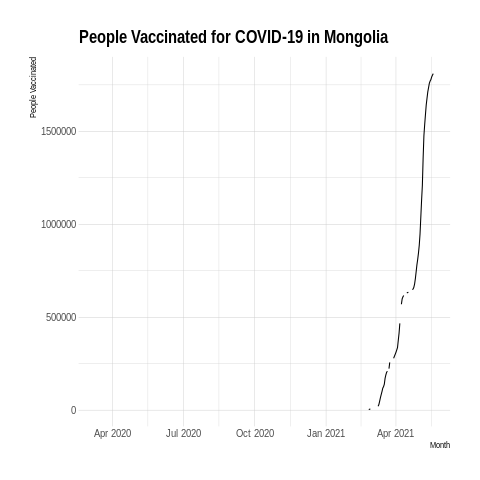 People Vaccinated for COVID-19 in Mongolia
People Vaccinated
1500000
1000000
500000
0
Apr 2020 Jul 2020 Oct 2020 Jan 2021 Apr 2021
Month